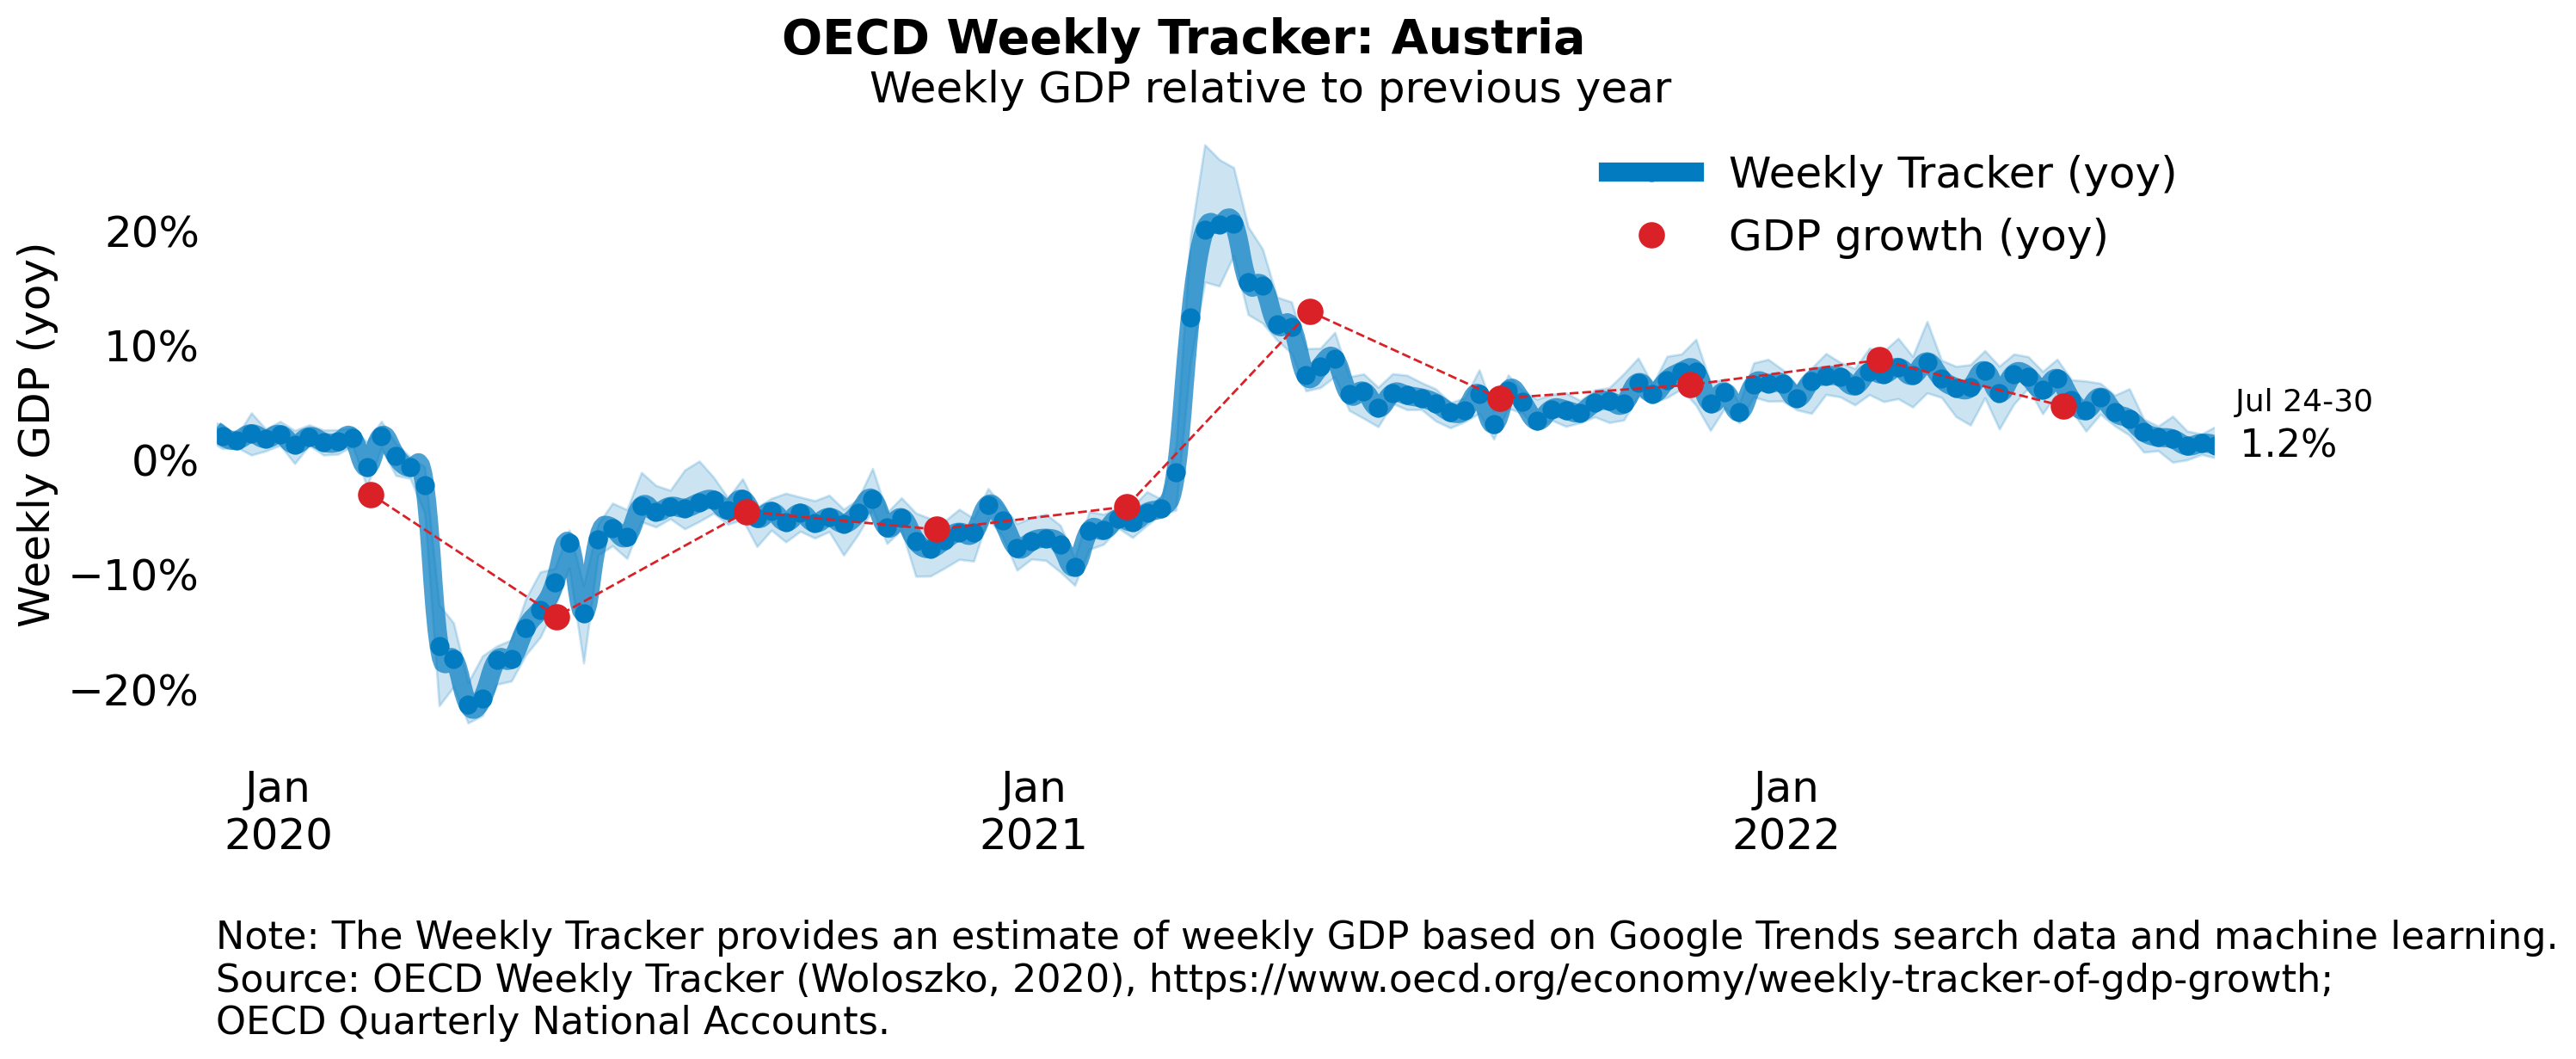 OECD Weekly Tracker: Austria
Weekly GDP relative to previous year
Weekly Tracker (yoy)
GDP growth (yoy)
Weekly GDP (yoy)
20%
10%
0%
−10%
−20%
Jul 24-30
1.2%
Jan
2020
Jan
2021
Jan
2022
Note: The Weekly Tracker provides an estimate of weekly GDP based on Google Trends search data and machine learning.
Source: OECD Weekly Tracker (Woloszko, 2020), https://www.oecd.org/economy/weekly-tracker-of-gdp-growth;
OECD Quarterly National Accounts.